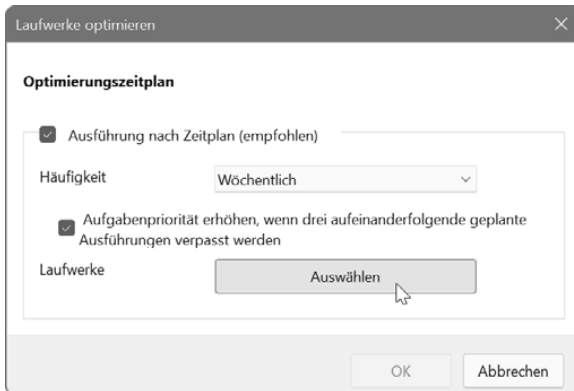 Laufwerke optimieren
Optimierungszeitplan
Ausführung nach Zeitplan (empfohlen)
Häufigkeit
Wöchentlich
Aufgabenpriorität erhöhen, wenn drei aufeinanderfolgende geplante
Ausführungen verpasst werden
Laufwerke
Auswählen
OK
Abbrechen